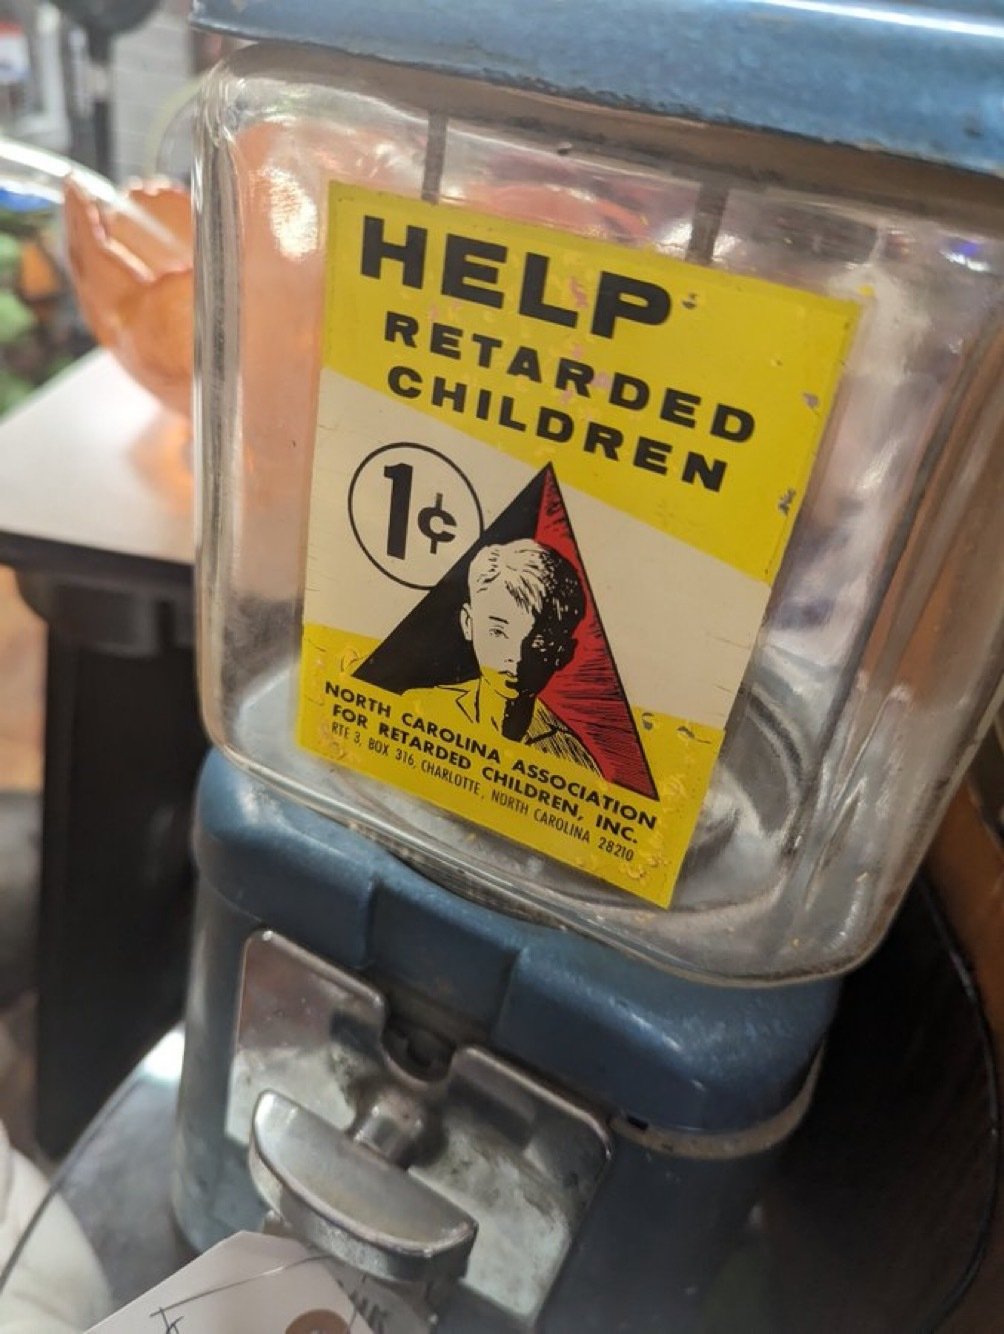 HELP
RETARDED
CHILDREN
1¢
NORTH CAROLINA ASSOCIATION
FOR RETARDED CHILDREN, INC.
RTE 3, BOX 316, CHARLOTTE, NORTH CAROLINA 28210